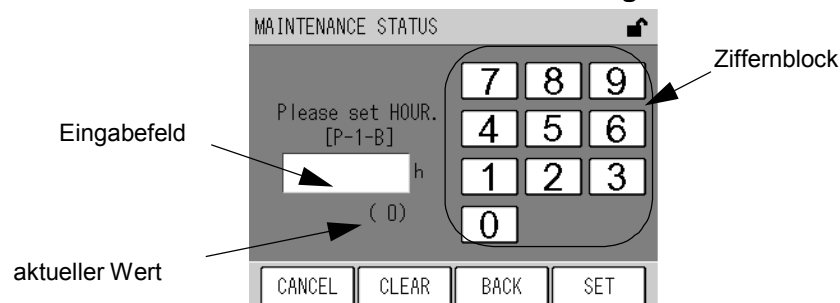 MAINTENANCE STATUS
Ziffernblock
7 8 9
Please set HOUR.
Eingabefeld
4 5 6
[P-1-B]
h
1 2 3
( 0)
0
aktueller Wert
CANCEL CLEAR BACK SET